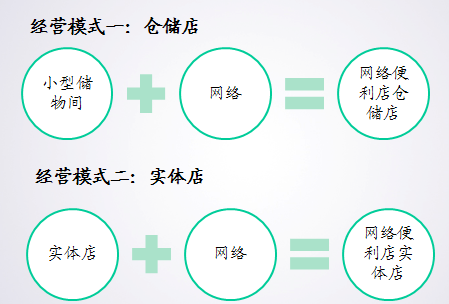 经营模式一：仓储店
小型储
物间
网络
网络便
利店仓
储店
经营模式二：实体店
实体店
网络
网络便
利店实
体店